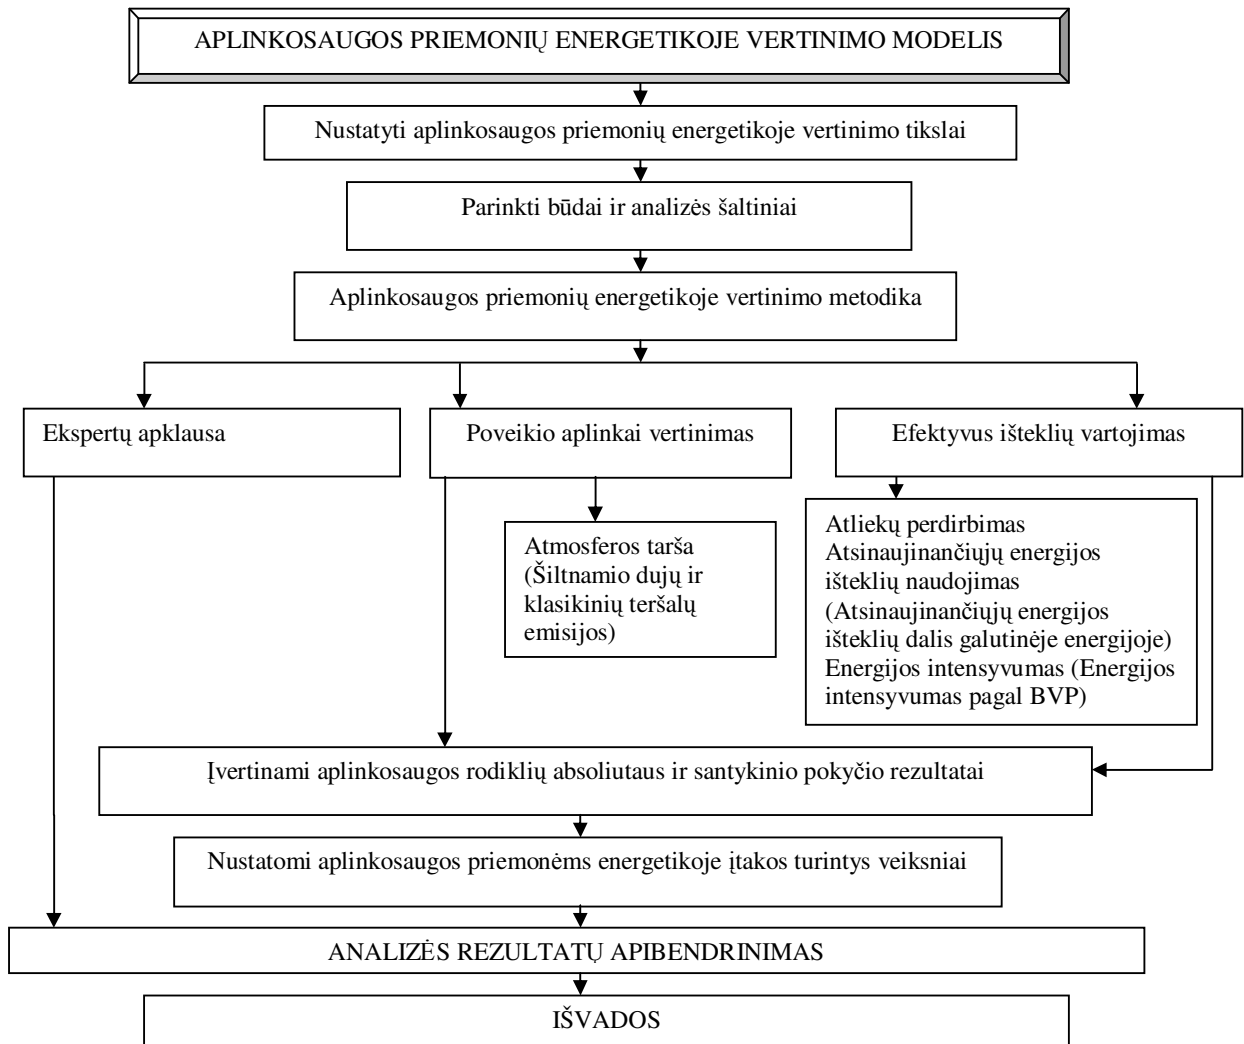 APLINKOSAUGOS PRIEMONIŲ ENERGETIKOJE VERTINIMO MODELIS
Nustatyti aplinkosaugos priemonių energetikoje vertinimo tikslai
Parinkti būdai ir analizės šaltiniai
Aplinkosaugos priemonių energetikoje vertinimo metodika
Ekspertų apklausa
Poveikio aplinkai vertinimas
Efektyvus išteklių vartojimas
Atmosferos tarša
(Šiltnamio dujų ir
klasikinių teršalų
emisijos)
Atliekų perdirbimas
Atsinaujinančiųjų energijos
išteklių naudojimas
(Atsinaujinančiųjų energijos
išteklių dalis galutinėje energijoje)
Energijos intensyvumas (Energijos
intensyvumas pagal BVP)
Įvertinami aplinkosaugos rodiklių absoliutaus ir santykinio pokyčio rezultatai
Nustatomi aplinkosaugos priemonėms energetikoje įtakos turintys veiksniai
ANALIZĖS REZULTATŲ APIBENDRINIMAS
IŠVADOS